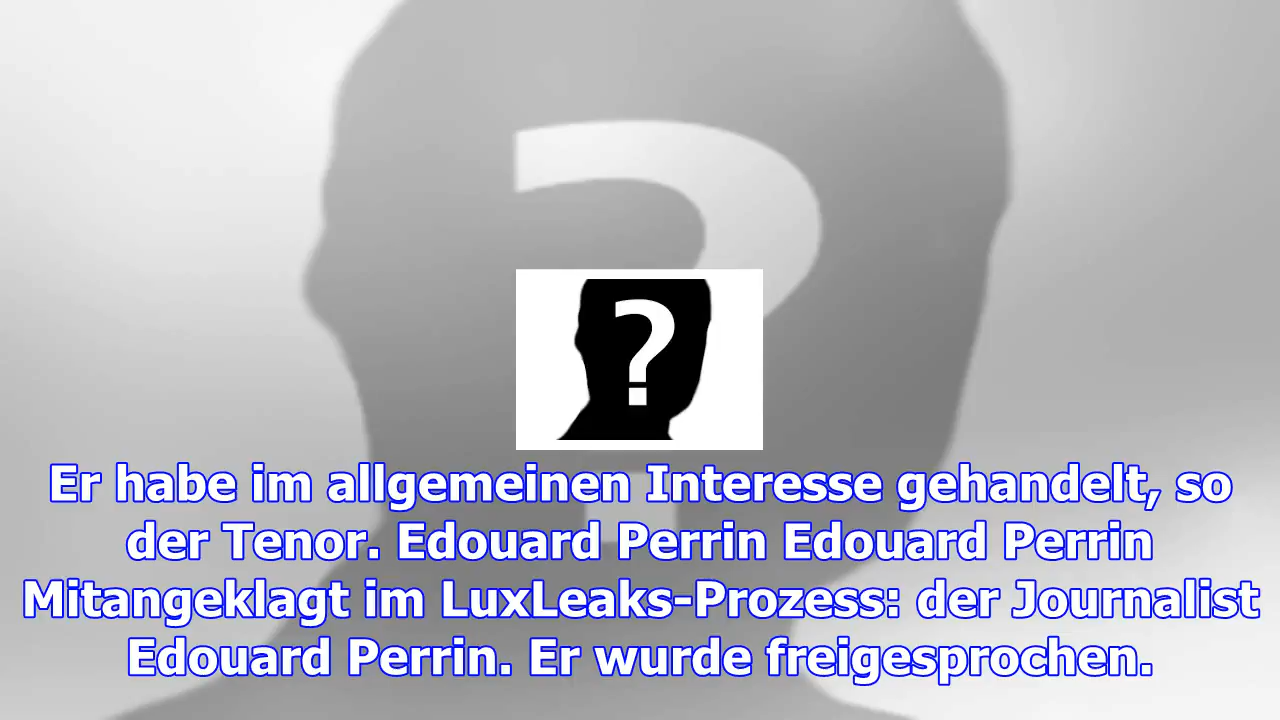 ?
?
Er habe im allgemeinen Interesse gehandelt, so
der Tenor. Edouard Perrin Edouard Perrin
Mitangeklagt im LuxLeaks-Prozess: der Journalist
Edouard Perrin. Er wurde freigesprochen.